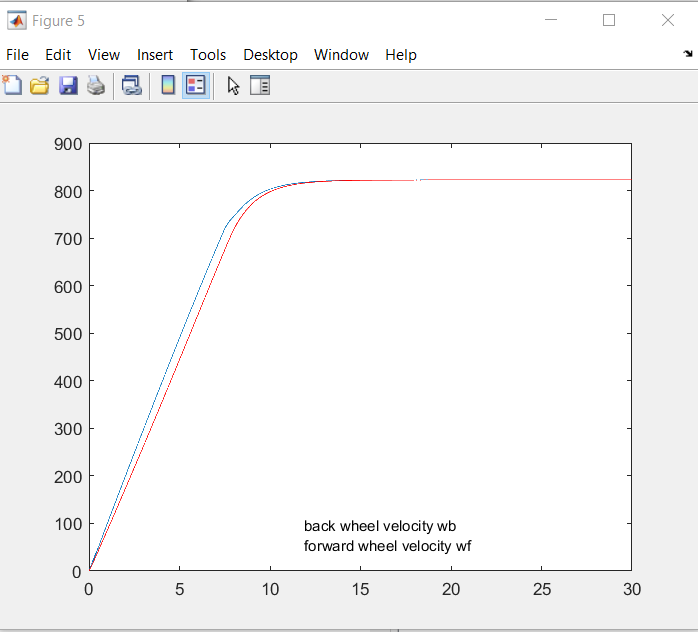 Figure 5
File Edit View Insert Tools Desktop Window Help
900
800
700
600
500
400
300
200
100
0
back wheel velocity wb
forward wheel velocity wf
0 5 10 15 20 25 30